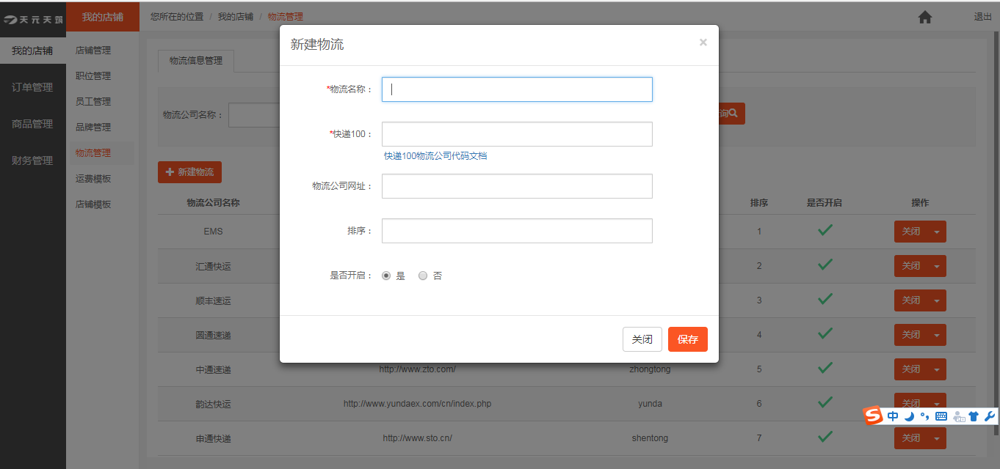 天元天筑
我的店铺
您所在的位置 / 我的店铺 / 物流管理
退出
我的店铺
订单管理
商品管理
财务管理
店铺管理
职位管理
员工管理
品牌管理
物流管理
运费模板
店铺模板
物流信息管理
物流公司名称：
询
新建物流
新建物流
×
*物流名称：
*快递100：
快递100物流公司代码文档
物流公司网址：
排序：
是否开启： 是 否
关闭 保存
物流公司名称 排序 是否开启 操作
EMS 1 关闭
汇通快运 2 关闭
顺丰速运 3 关闭
圆通速递 4 关闭
中通速递 http://www.zto.com/ zhongtong 5 关闭
韵达快运 http://www.yundaex.com/cn/index.php yunda 6 关闭
申通快递 http://www.sto.cn/ shentong 7 关闭
S 中